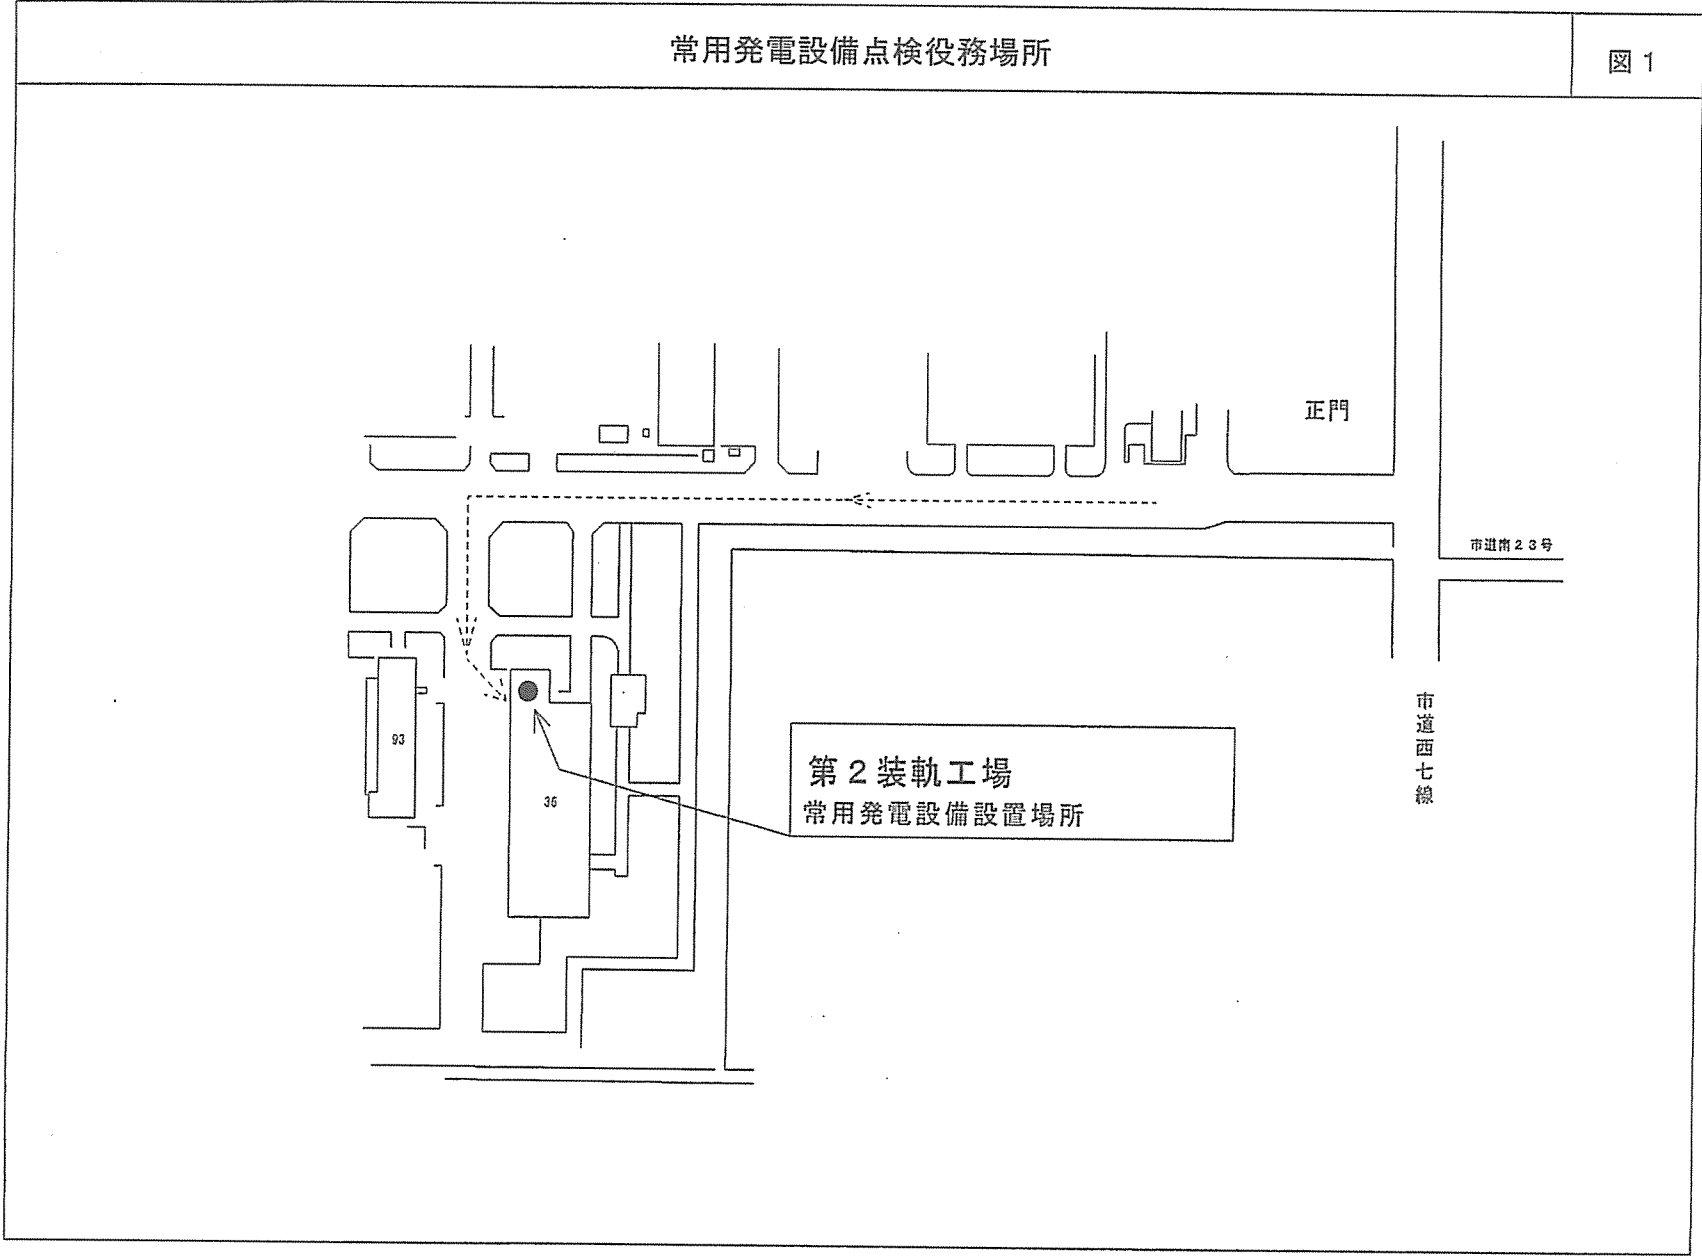 常用発電設備点検役務場所
図1
正門
市道南23号
市道西七線
93
36
第2装軌工場
常用発電設備設置場所